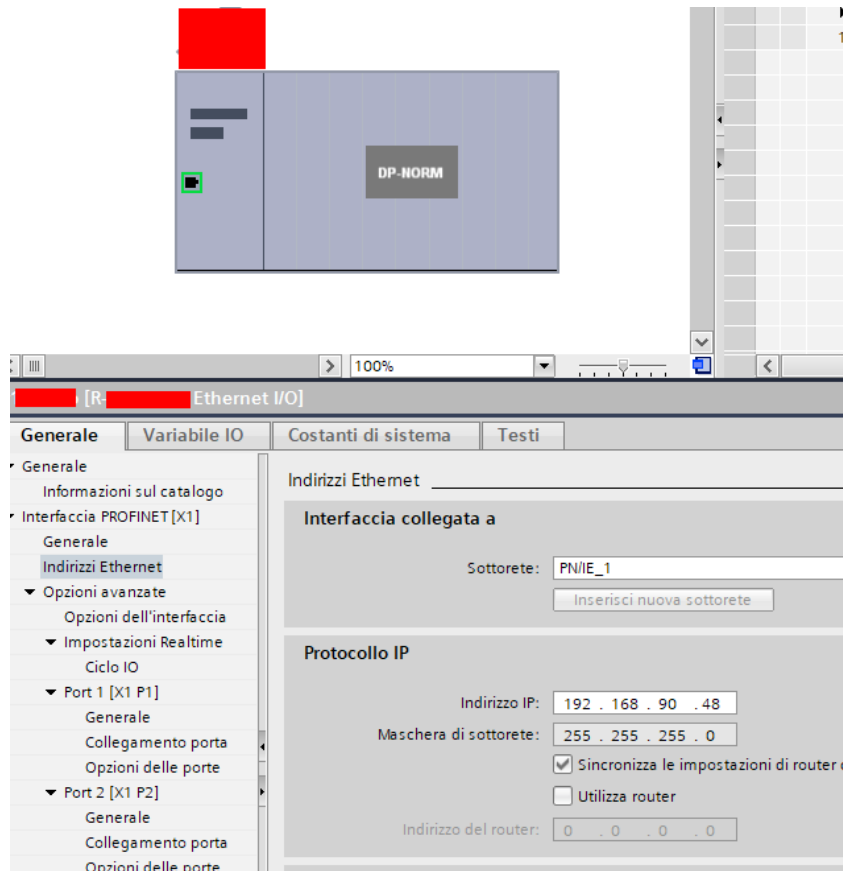 DP-NORM
100%
[R- Ethernet I/O]
Generale Variabile IO Costanti di sistema Testi
Generale
Informazioni sul catalogo
Interfaccia PROFINET [X1]
Generale
Indirizzi Ethernet
Opzioni avanzate
Opzioni dell'interfaccia
Impostazioni Realtime
Ciclo IO
Port 1 [X1 P1]
Generale
Collegamento porta
Opzioni delle porte
Port 2 [X1 P2]
Generale
Collegamento porta
Opzioni delle porte
Indirizzi Ethernet
Interfaccia collegata a
Sottorete: PN/IE_1
Inserisci nuova sottorete
Protocollo IP
Indirizzo IP: 192 . 168 . 90 . 48
Maschera di sottorete: 255 . 255 . 255 . 0
Sincronizza le impostazioni di router
Utilizza router
Indirizzo del router: 0 . 0 . 0 . 0